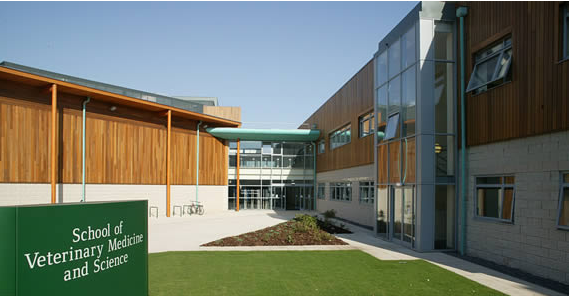 School of
Veterinary Medicine
and Science